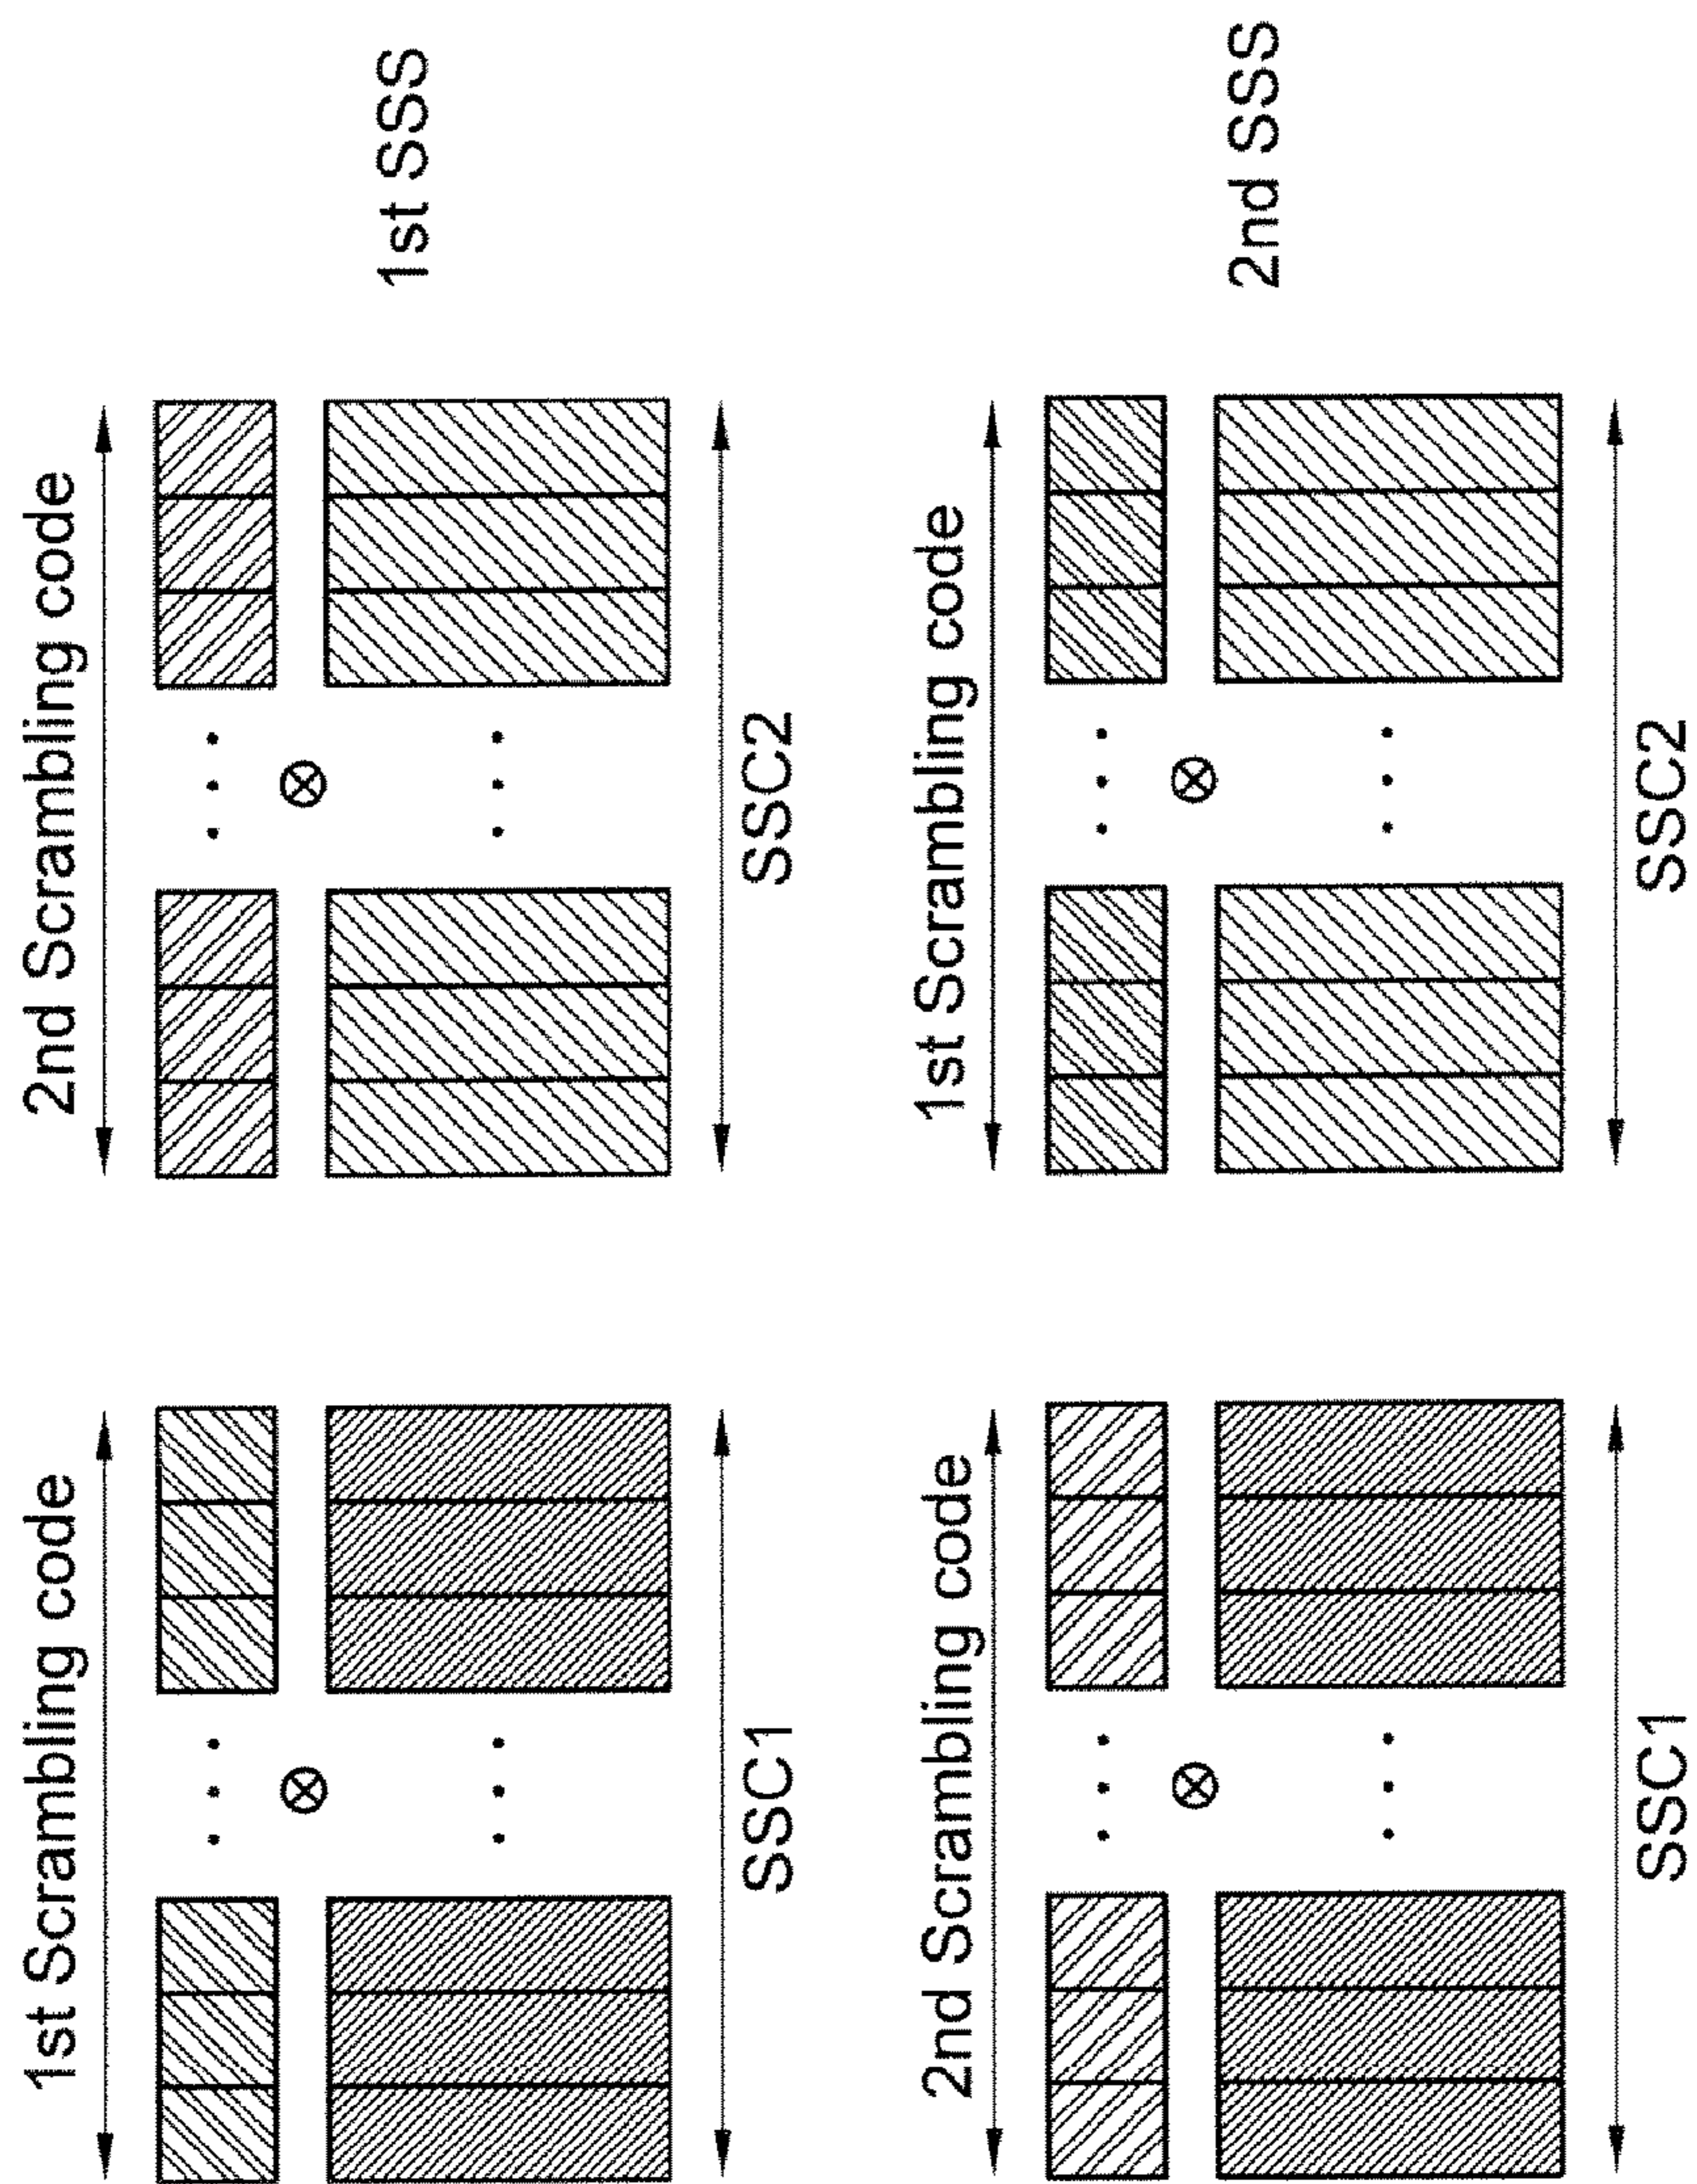 1st Scrambling code
2nd Scrambling code
1st SSS
SSC1
SSC2
2nd Scrambling code
1st Scrambling code
2nd SSS
SSC1
SSC2